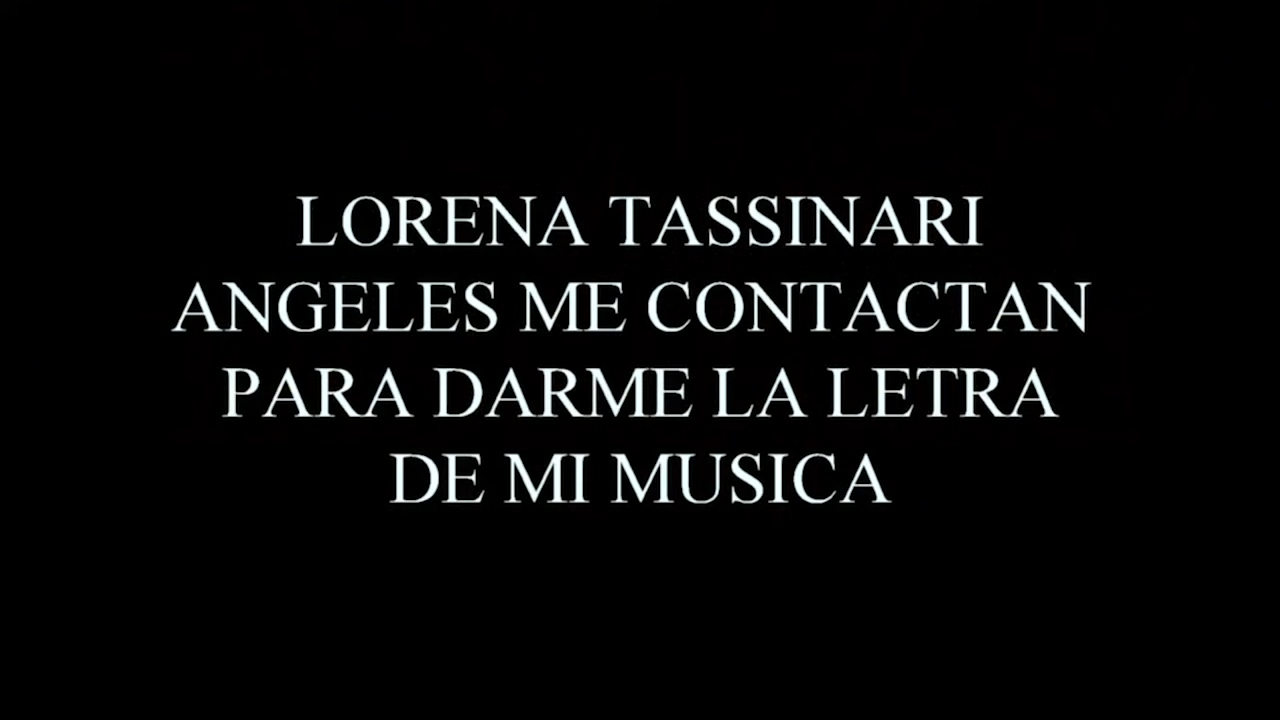 LORENA TASSINARI
ANGELES ME CONTACTAN
PARA DARME LA LETRA
DE MI MUSICA